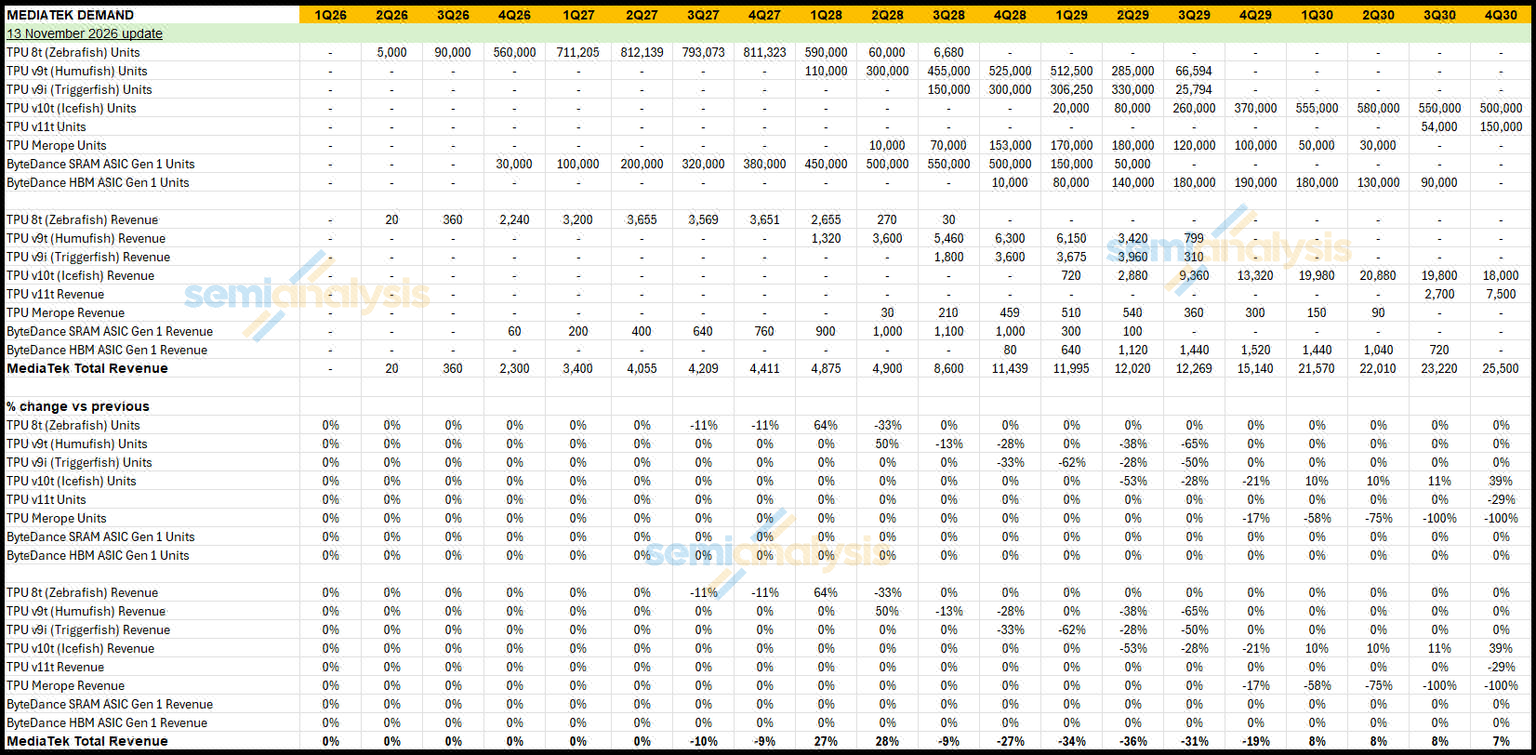 MEDIATEK DEMAND 1Q26 2Q26 3Q26 4Q26 1Q27 2Q27 3Q27 4Q27 1Q28 2Q28 3Q28 4Q28 1Q29 2Q29 3Q29 4Q29 1Q30 2Q30 3Q30 4Q30
13 November 2026 update
TPU 8t (Zebrafish) Units - 5,000 90,000 560,000 711,205 812,139 793,073 811,323 590,000 60,000 6,680 - - - - - - - - -
TPU v9t (Humufish) Units - - - - - - - - 110,000 300,000 455,000 525,000 512,500 285,000 66,594 - - - - -
TPU v9i (Triggerfish) Units - - - - - - - - - - 150,000 300,000 306,250 330,000 25,794 - - - - -
TPU v10t (Icefish) Units - - - - - - - - - - - - 20,000 80,000 260,000 370,000 555,000 580,000 550,000 500,000
TPU v11t Units - - - - - - - - - - - - - - - - - - 54,000 150,000
TPU Merope Units - - - - - - - - - 10,000 70,000 153,000 170,000 180,000 120,000 100,000 50,000 30,000 - -
ByteDance SRAM ASIC Gen 1 Units - - - 30,000 100,000 200,000 320,000 380,000 450,000 500,000 550,000 500,000 150,000 50,000 - - - - - -
ByteDance HBM ASIC Gen 1 Units - - - - - - - - - - - 10,000 80,000 140,000 180,000 190,000 180,000 130,000 90,000 -
TPU 8t (Zebrafish) Revenue - 20 360 2,240 3,200 3,655 3,569 3,651 2,655 270 30 - - - - - - - - -
TPU v9t (Humufish) Revenue - - - - - - - - 1,320 3,600 5,460 6,300 6,150 3,420 799 - - - - -
TPU v9i (Triggerfish) Revenue - - - - - - - - - - 1,800 3,600 3,675 3,960 310 - - - - -
TPU v10t (Icefish) Revenue - - - - - - - - - - - - 720 2,880 9,360 13,320 19,980 20,880 19,800 18,000
TPU v11t Revenue - - - - - - - - - - - - - - - - - - 2,700 7,500
TPU Merope Revenue - - - - - - - - - 30 210 459 510 540 360 300 150 90 - -
ByteDance SRAM ASIC Gen 1 Revenue - - - 60 200 400 640 760 900 1,000 1,100 1,000 300 100 - - - - - -
ByteDance HBM ASIC Gen 1 Revenue - - - - - - - - - - - 80 640 1,120 1,440 1,520 1,440 1,040 720 -
MediaTek Total Revenue - 20 360 2,300 3,400 4,055 4,209 4,411 4,875 4,900 8,600 11,439 11,995 12,020 12,269 15,140 21,570 22,010 23,220 25,500
% change vs previous
TPU 8t (Zebrafish) Units 0% 0% 0% 0% 0% 0% -11% -11% 64% -33% 0% 0% 0% 0% 0% 0% 0% 0% 0% 0%
TPU v9t (Humufish) Units 0% 0% 0% 0% 0% 0% 0% 0% 0% 50% -13% -28% 0% -38% -65% 0% 0% 0% 0% 0%
TPU v9i (Triggerfish) Units 0% 0% 0% 0% 0% 0% 0% 0% 0% 0% 0% -33% -62% -28% -50% 0% 0% 0% 0% 0%
TPU v10t (Icefish) Units 0% 0% 0% 0% 0% 0% 0% 0% 0% 0% 0% 0% 0% -53% -28% -21% 10% 10% 11% 39%
TPU v11t Units 0% 0% 0% 0% 0% 0% 0% 0% 0% 0% 0% 0% 0% 0% 0% 0% 0% 0% 0% -29%
TPU Merope Units 0% 0% 0% 0% 0% 0% 0% 0% 0% 0% 0% 0% 0% 0% 0% -17% -58% -75% -100% -100%
ByteDance SRAM ASIC Gen 1 Units 0% 0% 0% 0% 0% 0% 0% 0% 0% 0% 0% 0% 0% 0% 0% 0% 0% 0% 0% 0%
ByteDance HBM ASIC Gen 1 Units 0% 0% 0% 0% 0% 0% 0% 0% 0% 0% 0% 0% 0% 0% 0% 0% 0% 0% 0% 0%
TPU 8t (Zebrafish) Revenue 0% 0% 0% 0% 0% 0% -11% -11% 64% -33% 0% 0% 0% 0% 0% 0% 0% 0% 0% 0%
TPU v9t (Humufish) Revenue 0% 0% 0% 0% 0% 0% 0% 0% 0% 50% -13% -28% 0% -38% -65% 0% 0% 0% 0% 0%
TPU v9i (Triggerfish) Revenue 0% 0% 0% 0% 0% 0% 0% 0% 0% 0% 0% -33% -62% -28% -50% 0% 0% 0% 0% 0%
TPU v10t (Icefish) Revenue 0% 0% 0% 0% 0% 0% 0% 0% 0% 0% 0% 0% 0% -53% -28% -21% 10% 10% 11% 39%
TPU v11t Revenue 0% 0% 0% 0% 0% 0% 0% 0% 0% 0% 0% 0% 0% 0% 0% 0% 0% 0% 0% -29%
TPU Merope Revenue 0% 0% 0% 0% 0% 0% 0% 0% 0% 0% 0% 0% 0% 0% 0% -17% -58% -75% -100% -100%
ByteDance SRAM ASIC Gen 1 Revenue 0% 0% 0% 0% 0% 0% 0% 0% 0% 0% 0% 0% 0% 0% 0% 0% 0% 0% 0% 0%
ByteDance HBM ASIC Gen 1 Revenue 0% 0% 0% 0% 0% 0% 0% 0% 0% 0% 0% 0% 0% 0% 0% 0% 0% 0% 0% 0%
MediaTek Total Revenue 0% 0% 0% 0% 0% 0% -10% -9% 27% 28% -9% -27% -34% -36% -31% -19% 8% 8% 8% 7%
semianalysis
semianalysis
semianalysis